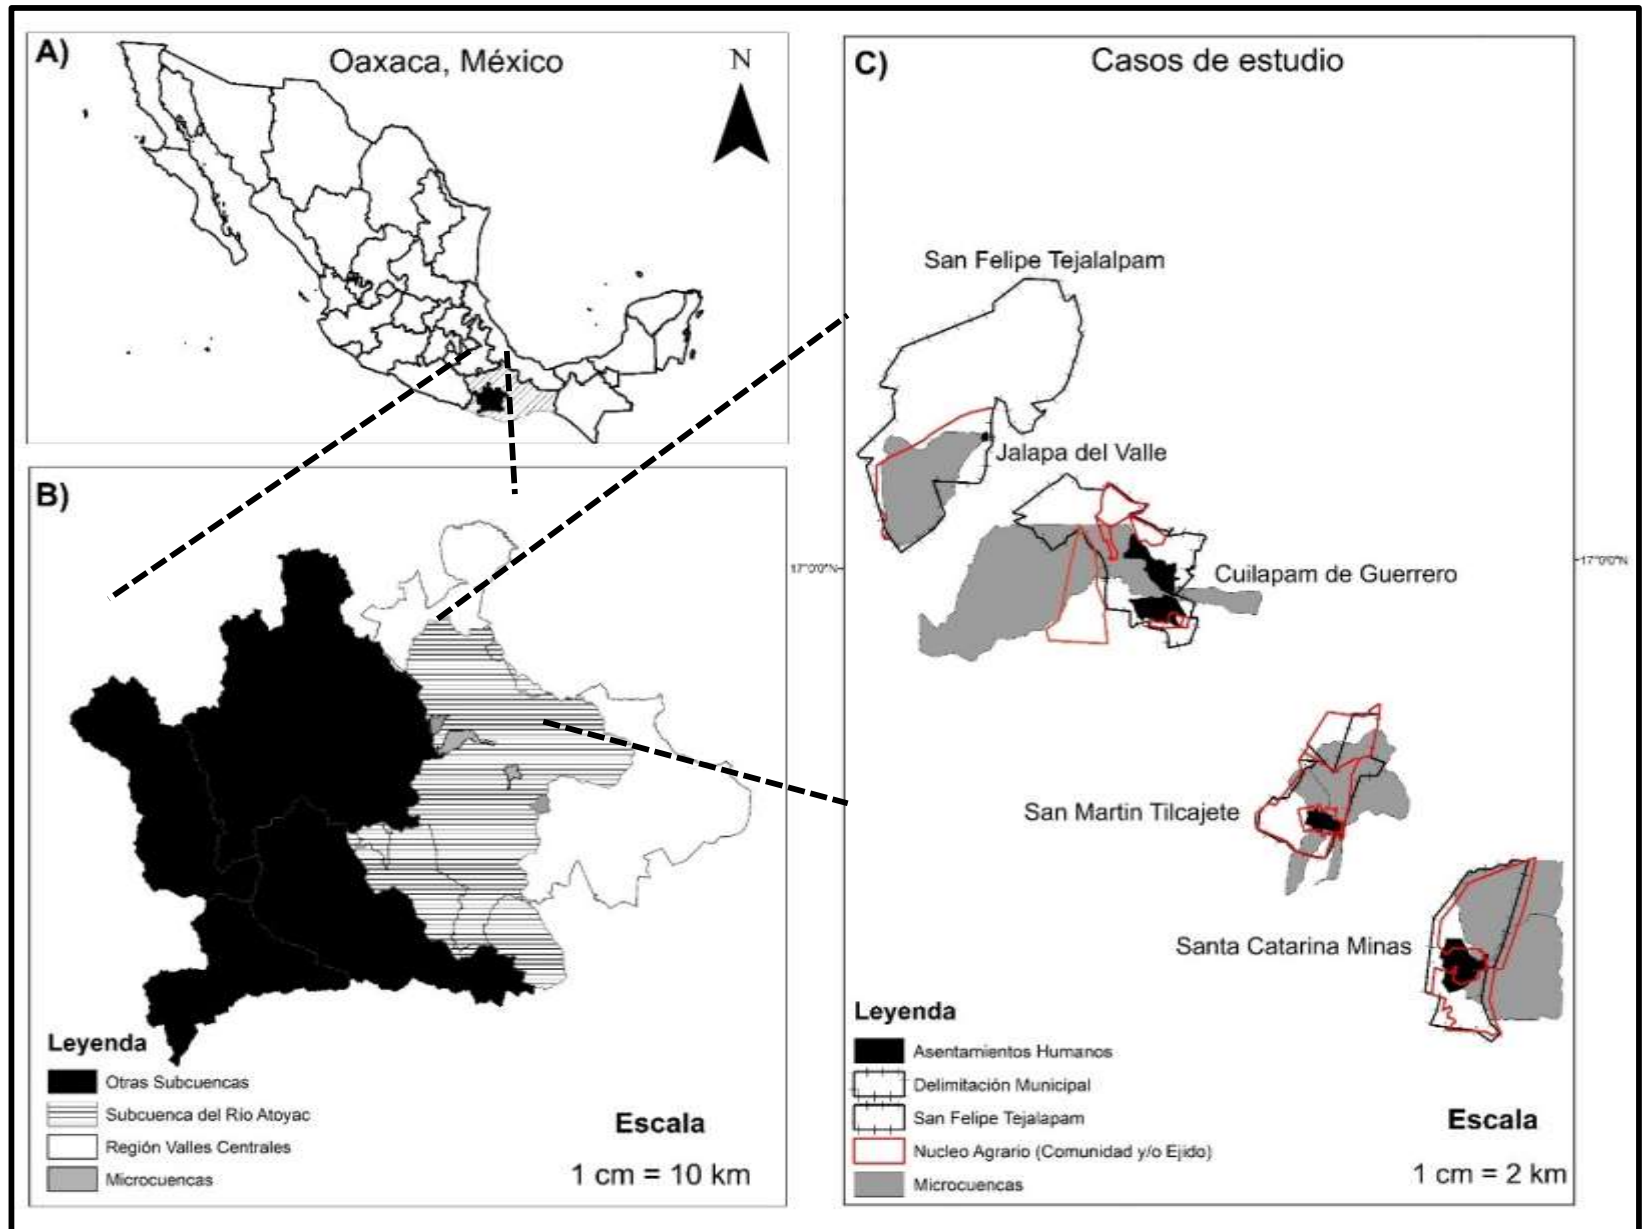 A)
Oaxaca, México
N
B)
Leyenda
Otras Subcuencas
Subcuenca del Río Atoyac
Región Valles Centrales
Microcuencas
Escala
1 cm = 10 km
C)
Casos de estudio
San Felipe Tejalalpam
Jalapa del Valle
17°0'0"N
17°0'0"N
Cuilapam de Guerrero
San Martin Tilcajete
Santa Catarina Minas
Leyenda
Asentamientos Humanos
Delimitación Municipal
San Felipe Tejalapam
Nucleo Agrario (Comunidad y/o Ejido)
Microcuencas
Escala
1 cm = 2 km